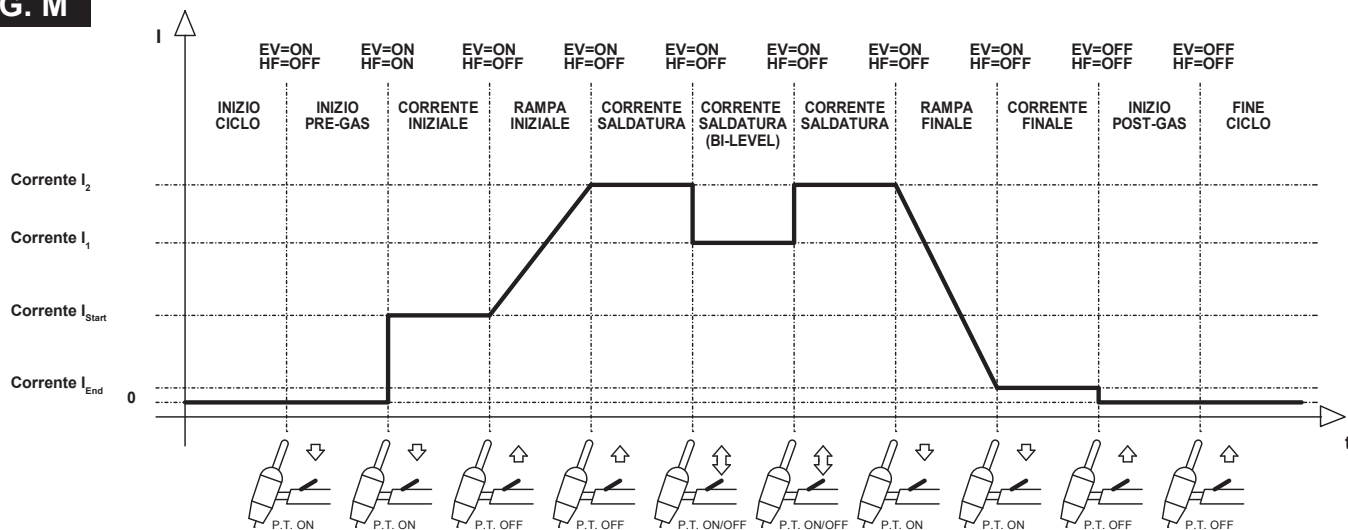 G. M
I
EV=ON EV=ON EV=ON EV=ON EV=ON EV=ON EV=ON EV=ON EV=OFF EV=OFF
HF=OFF HF=ON HF=OFF HF=OFF HF=OFF HF=OFF HF=OFF HF=OFF HF=OFF HF=OFF
INIZIO INIZIO CORRENTE RAMPA CORRENTE CORRENTE CORRENTE RAMPA CORRENTE INIZIO FINE
CICLO PRE-GAS INIZIALE INIZIALE SALDATURA SALDATURA SALDATURA FINALE FINALE POST-GAS CICLO
(BI-LEVEL)
Corrente I2
Corrente I1
Corrente IStart
Corrente IEnd
0
t
P.T. ON P.T. ON P.T. OFF P.T. OFF P.T. ON/OFF P.T. ON/OFF P.T. ON P.T. ON P.T. OFF P.T. OFF